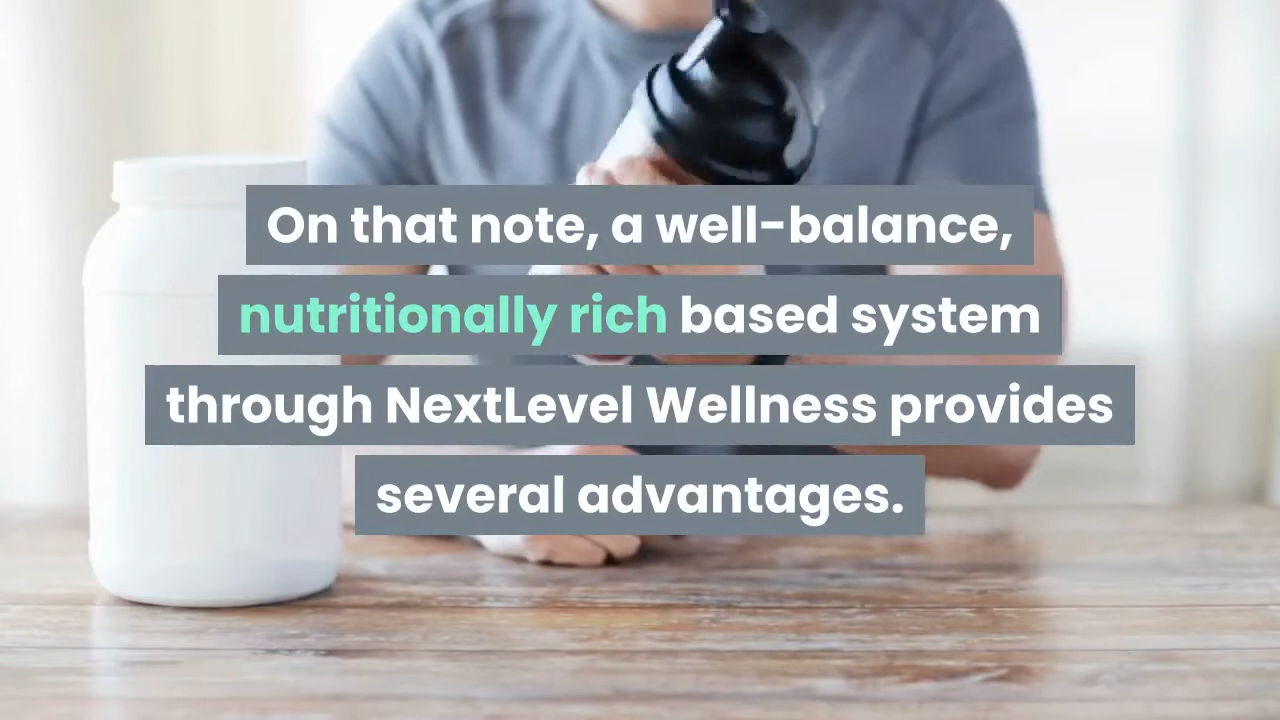 On that note, a well-balance,
nutritionally rich based system
through NextLevel Wellness provides
several advantages.